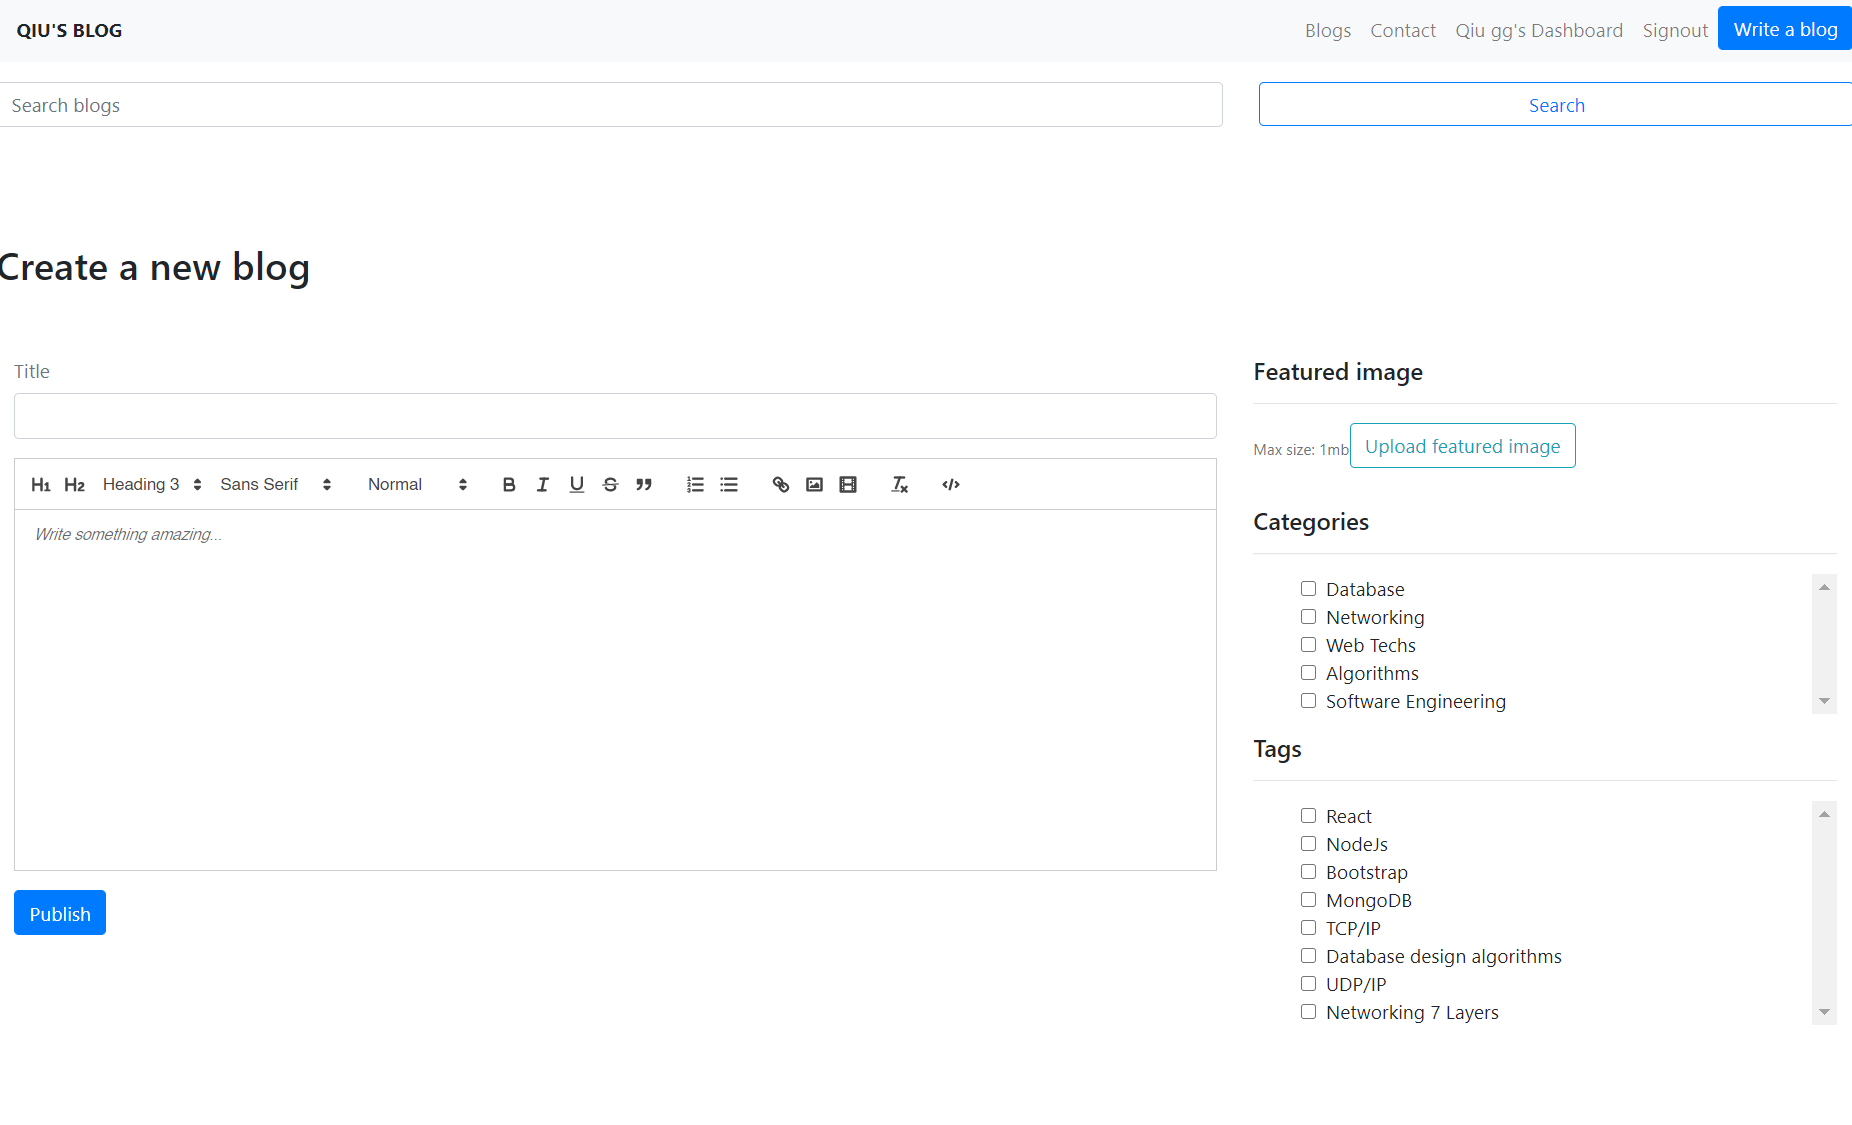 QIU'S BLOG Blogs Contact Qiu gg's Dashboard Signout Write a blog
Search blogs Search
Create a new blog
Title
H1 H2 Heading 3 Sans Serif Normal B I U S
Write something amazing...
Publish
Featured image
Max size: 1mb Upload featured image
Categories
Database
Networking
Web Techs
Algorithms
Software Engineering
Tags
React
NodeJs
Bootstrap
MongoDB
TCP/IP
Database design algorithms
UDP/IP
Networking 7 Layers